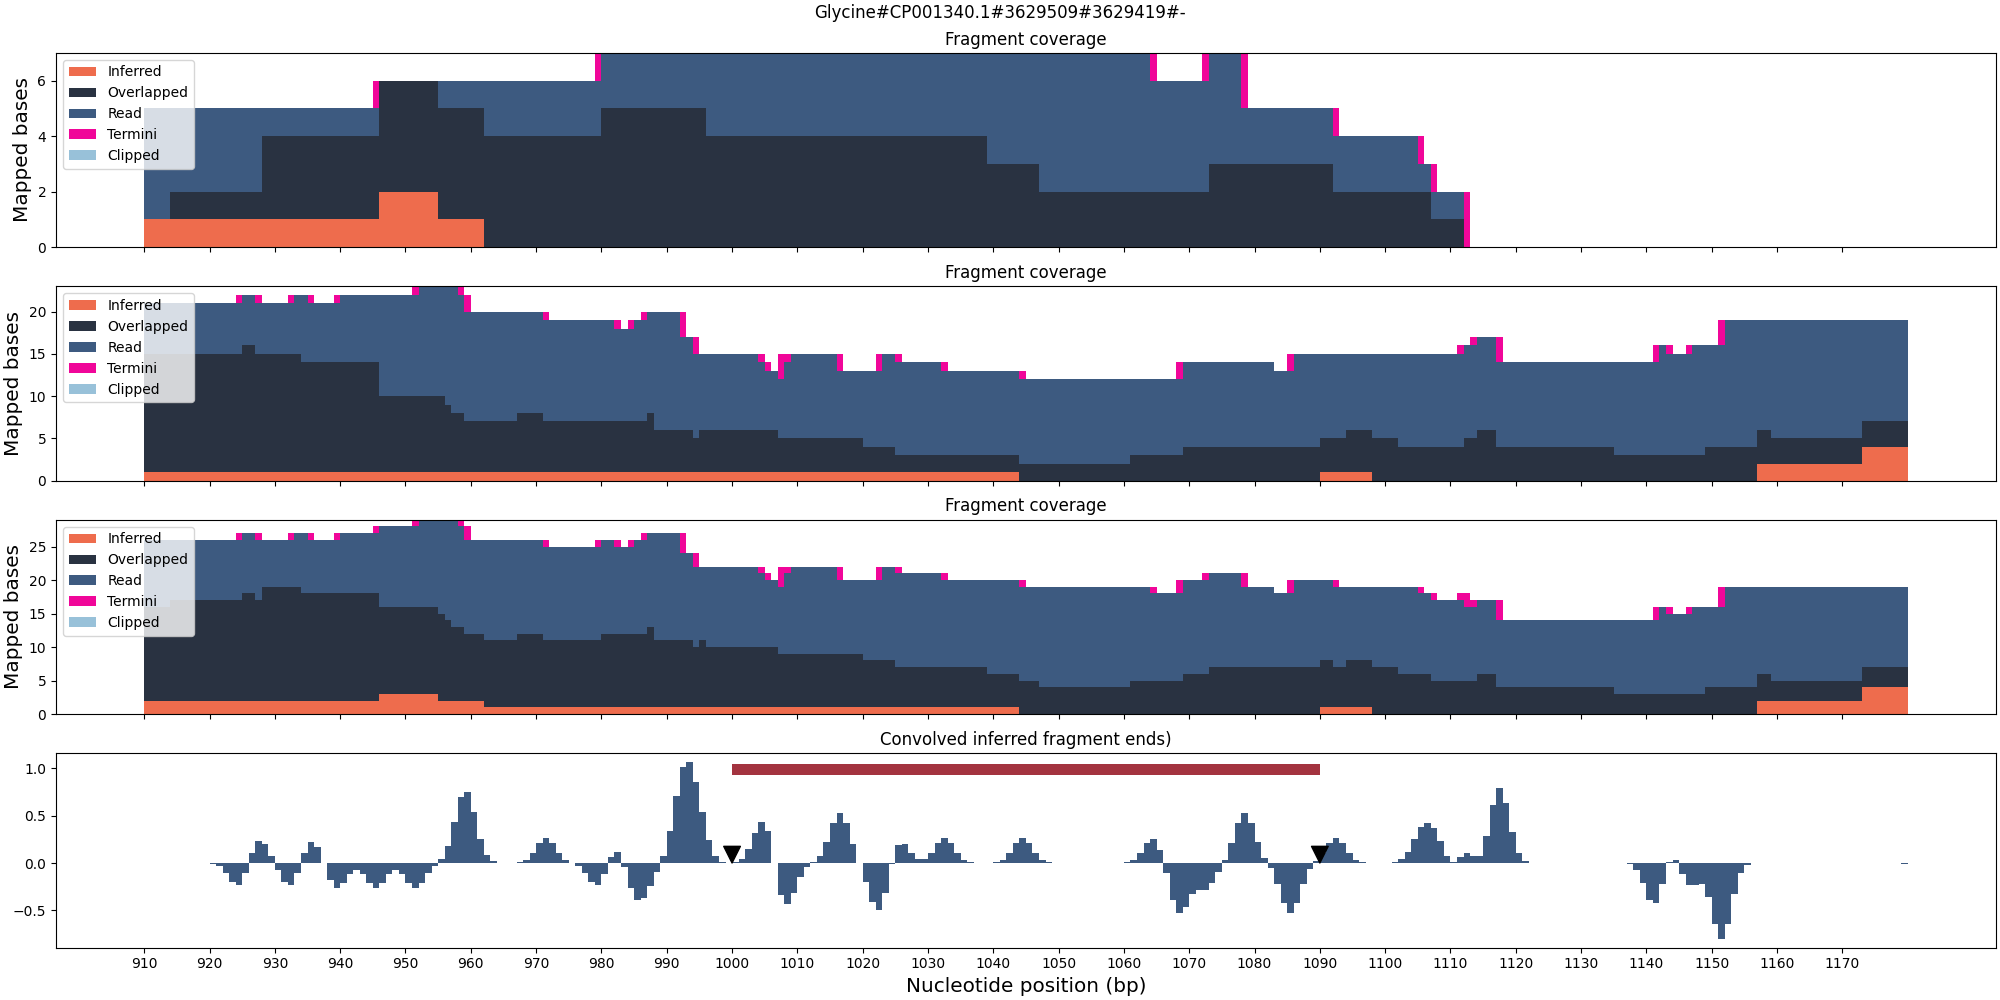 Glycine#CP001340.1#3629509#3629419#-
Fragment coverage
Mapped bases
6
4
2
0
Inferred
Overlapped
Read
Termini
Clipped
Fragment coverage
Mapped bases
20
15
10
5
0
Inferred
Overlapped
Read
Termini
Clipped
Fragment coverage
Mapped bases
25
20
15
10
5
0
Inferred
Overlapped
Read
Termini
Clipped
Convolved inferred fragment ends)
1.0
0.5
0.0
−0.5
910 920 930 940 950 960 970 980 990 1000 1010 1020 1030 1040 1050 1060 1070 1080 1090 1100 1110 1120 1130 1140 1150 1160 1170
Nucleotide position (bp)